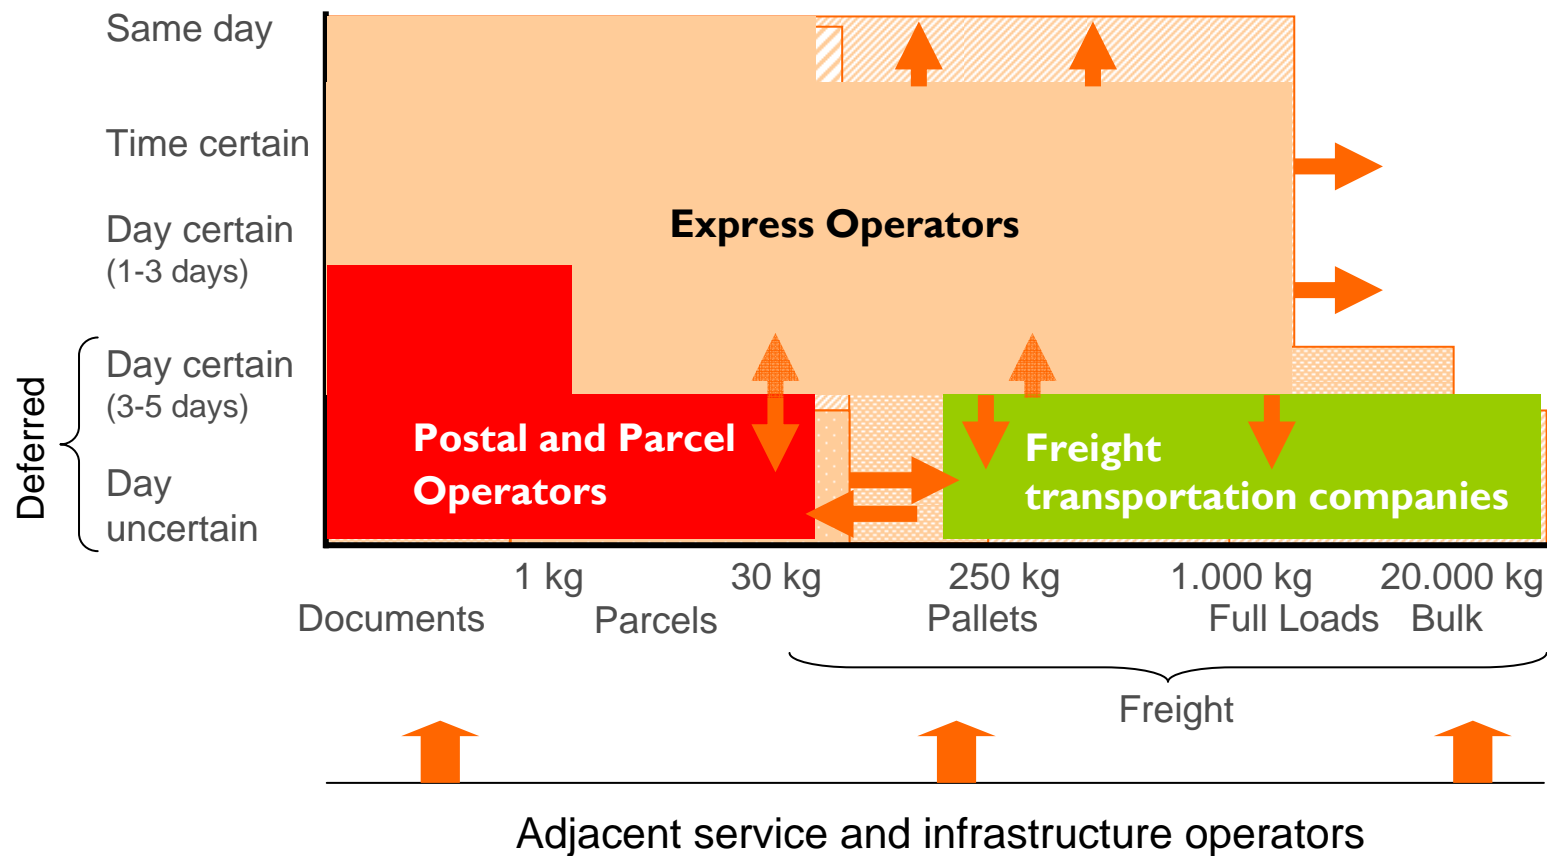 Same day
Time certain
Day certain
(1-3 days)
Express Operators
Deferred
Day certain
(3-5 days)
Day
uncertain
Postal and Parcel
Operators
Freight
transportation companies
1 kg
30 kg
250 kg
1.000 kg
20.000 kg
Documents
Parcels
Pallets
Full Loads
Bulk
Freight
Adjacent service and infrastructure operators